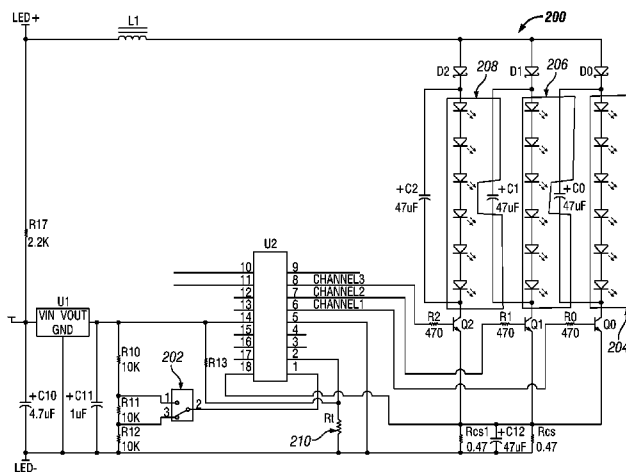 LED+
L1
200
D2
208
D1
206
D0
+C2
47uF
+C1
47uF
+C0
47uF
R17
2.2K
U2
10
9
11
8
CHANNEL3
12
7
CHANNEL2
13
6
CHANNEL1
14
5
15
4
16
3
17
2
18
1
U1
VIN VOUT
GND
R2
470
Q2
R1
470
Q1
R0
470
Q0
204
R10
10K
202
R13
+C10
4.7uF
C11
1uF
R11
10K
1
3
2
R12
10K
Rt
210
Rcs1
0.47
+C12
47uF
Rcs
0.47
LED-